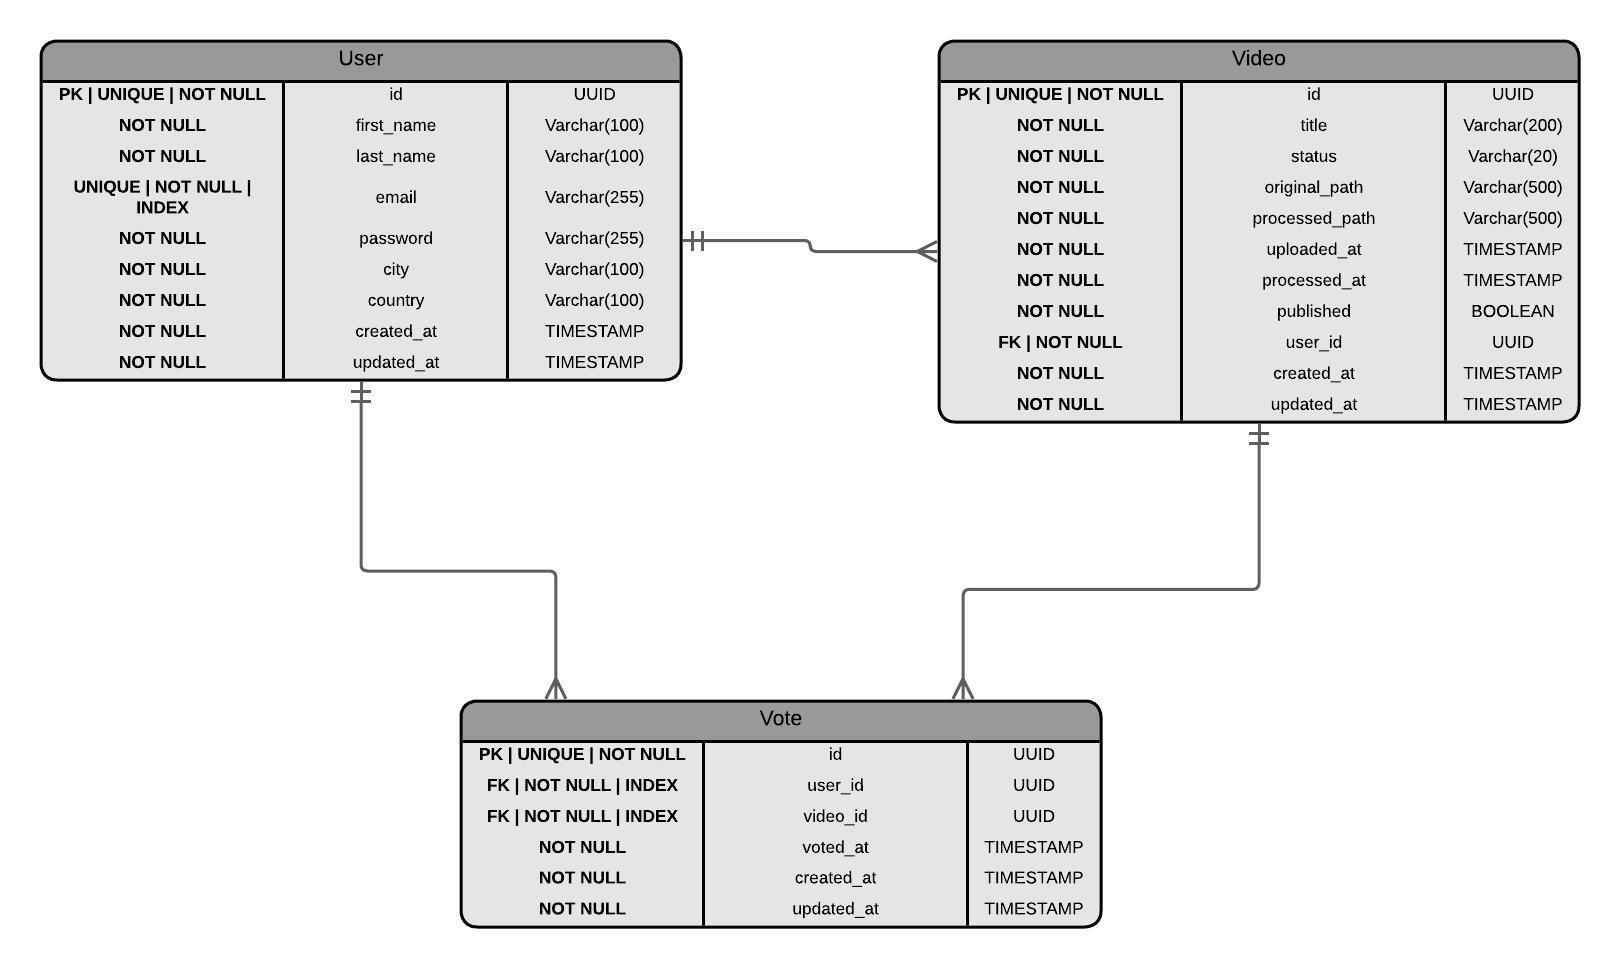 User
PK | UNIQUE | NOT NULL id UUID
NOT NULL first_name Varchar(100)
NOT NULL last_name Varchar(100)
UNIQUE | NOT NULL |
INDEX email Varchar(255)
NOT NULL password Varchar(255)
NOT NULL city Varchar(100)
NOT NULL country Varchar(100)
NOT NULL created_at TIMESTAMP
NOT NULL updated_at TIMESTAMP
Video
PK | UNIQUE | NOT NULL id UUID
NOT NULL title Varchar(200)
NOT NULL status Varchar(20)
NOT NULL original_path Varchar(500)
NOT NULL processed_path Varchar(500)
NOT NULL uploaded_at TIMESTAMP
NOT NULL processed_at TIMESTAMP
NOT NULL published BOOLEAN
FK | NOT NULL user_id UUID
NOT NULL created_at TIMESTAMP
NOT NULL updated_at TIMESTAMP
Vote
PK | UNIQUE | NOT NULL id UUID
FK | NOT NULL | INDEX user_id UUID
FK | NOT NULL | INDEX video_id UUID
NOT NULL voted_at TIMESTAMP
NOT NULL created_at TIMESTAMP
NOT NULL updated_at TIMESTAMP